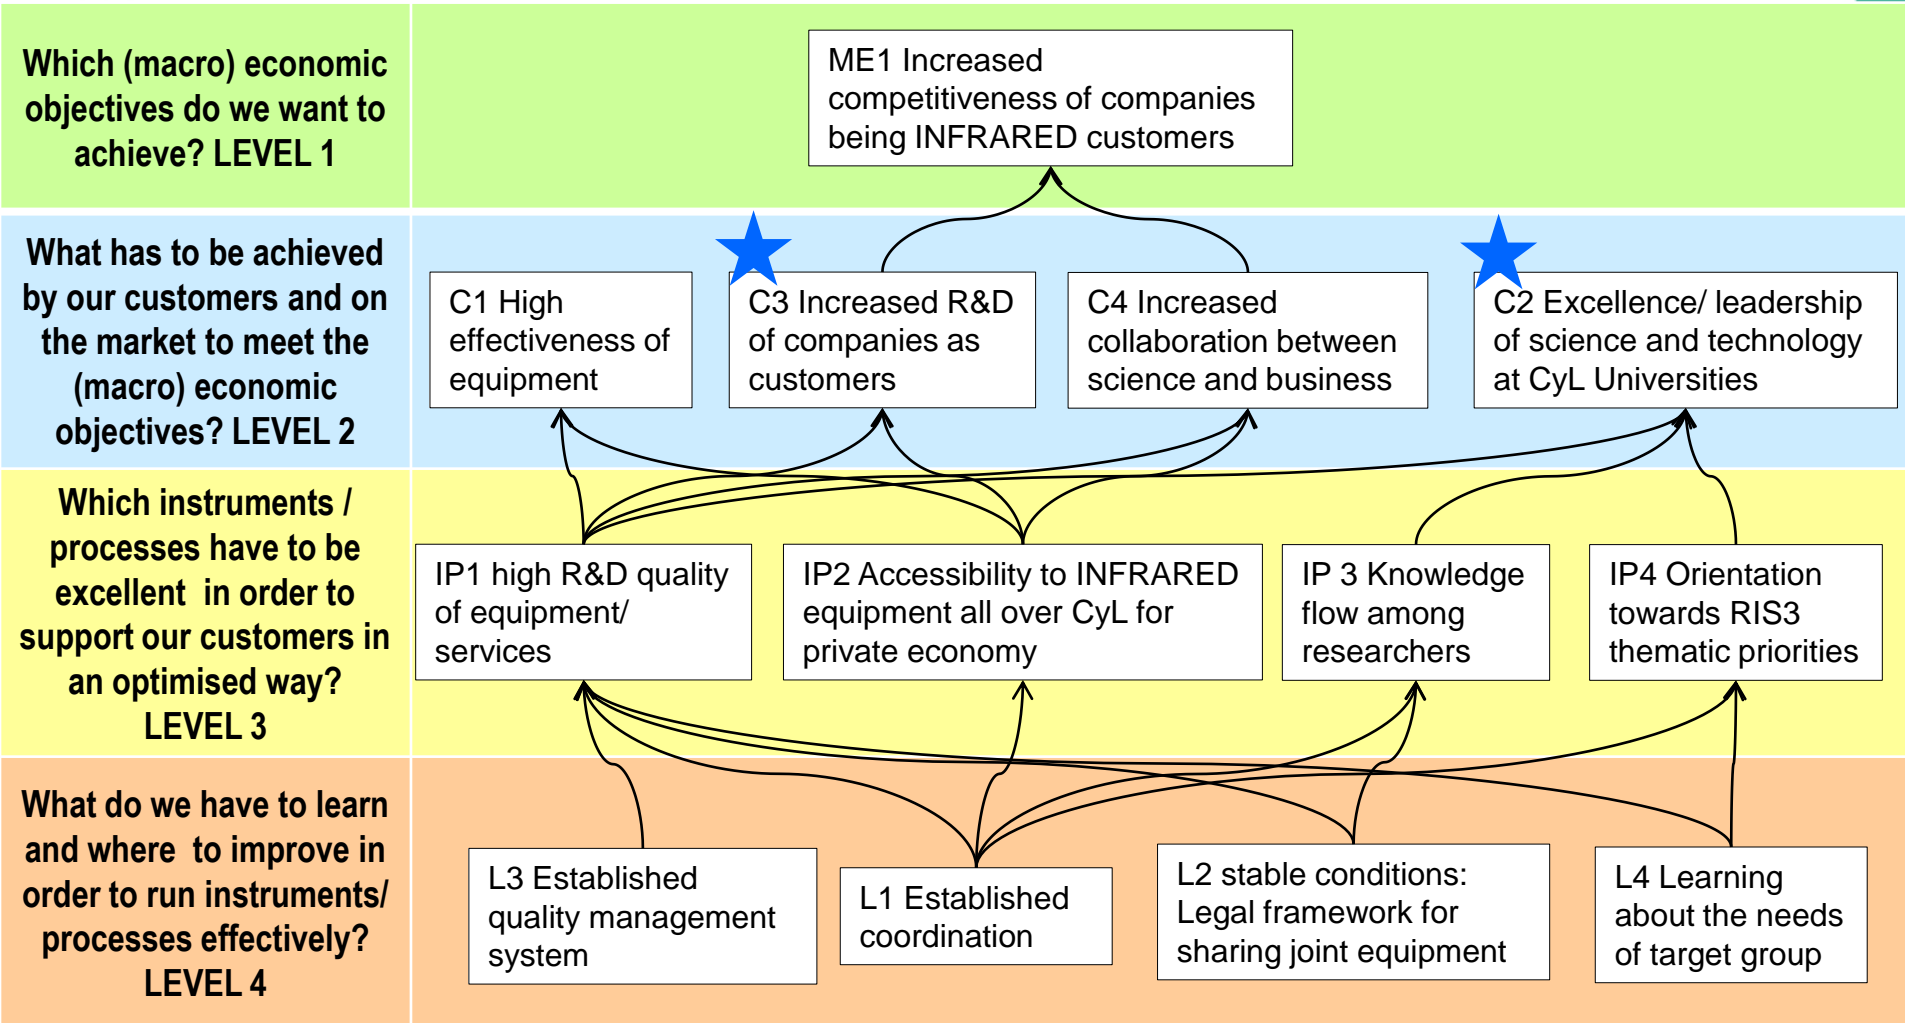 Which (macro) economic
objectives do we want to
achieve? LEVEL 1
ME1 Increased
competitiveness of companies
being INFRARED customers
What has to be achieved
by our customers and on
the market to meet the
(macro) economic
objectives? LEVEL 2
C1 High
effectiveness of
equipment
C3 Increased R&D
of companies as
customers
C4 Increased
collaboration between
science and business
C2 Excellence/ leadership
of science and technology
at CyL Universities
Which instruments /
processes have to be
excellent in order to
support our customers in
an optimised way?
LEVEL 3
IP1 high R&D quality
of equipment/
services
IP2 Accessibility to INFRARED
equipment all over CyL for
private economy
IP 3 Knowledge
flow among
researchers
IP4 Orientation
towards RIS3
thematic priorities
What do we have to learn
and where to improve in
order to run instruments/
processes effectively?
LEVEL 4
L3 Established
quality management
system
L1 Established
coordination
L2 stable conditions:
Legal framework for
sharing joint equipment
L4 Learning
about the needs
of target group